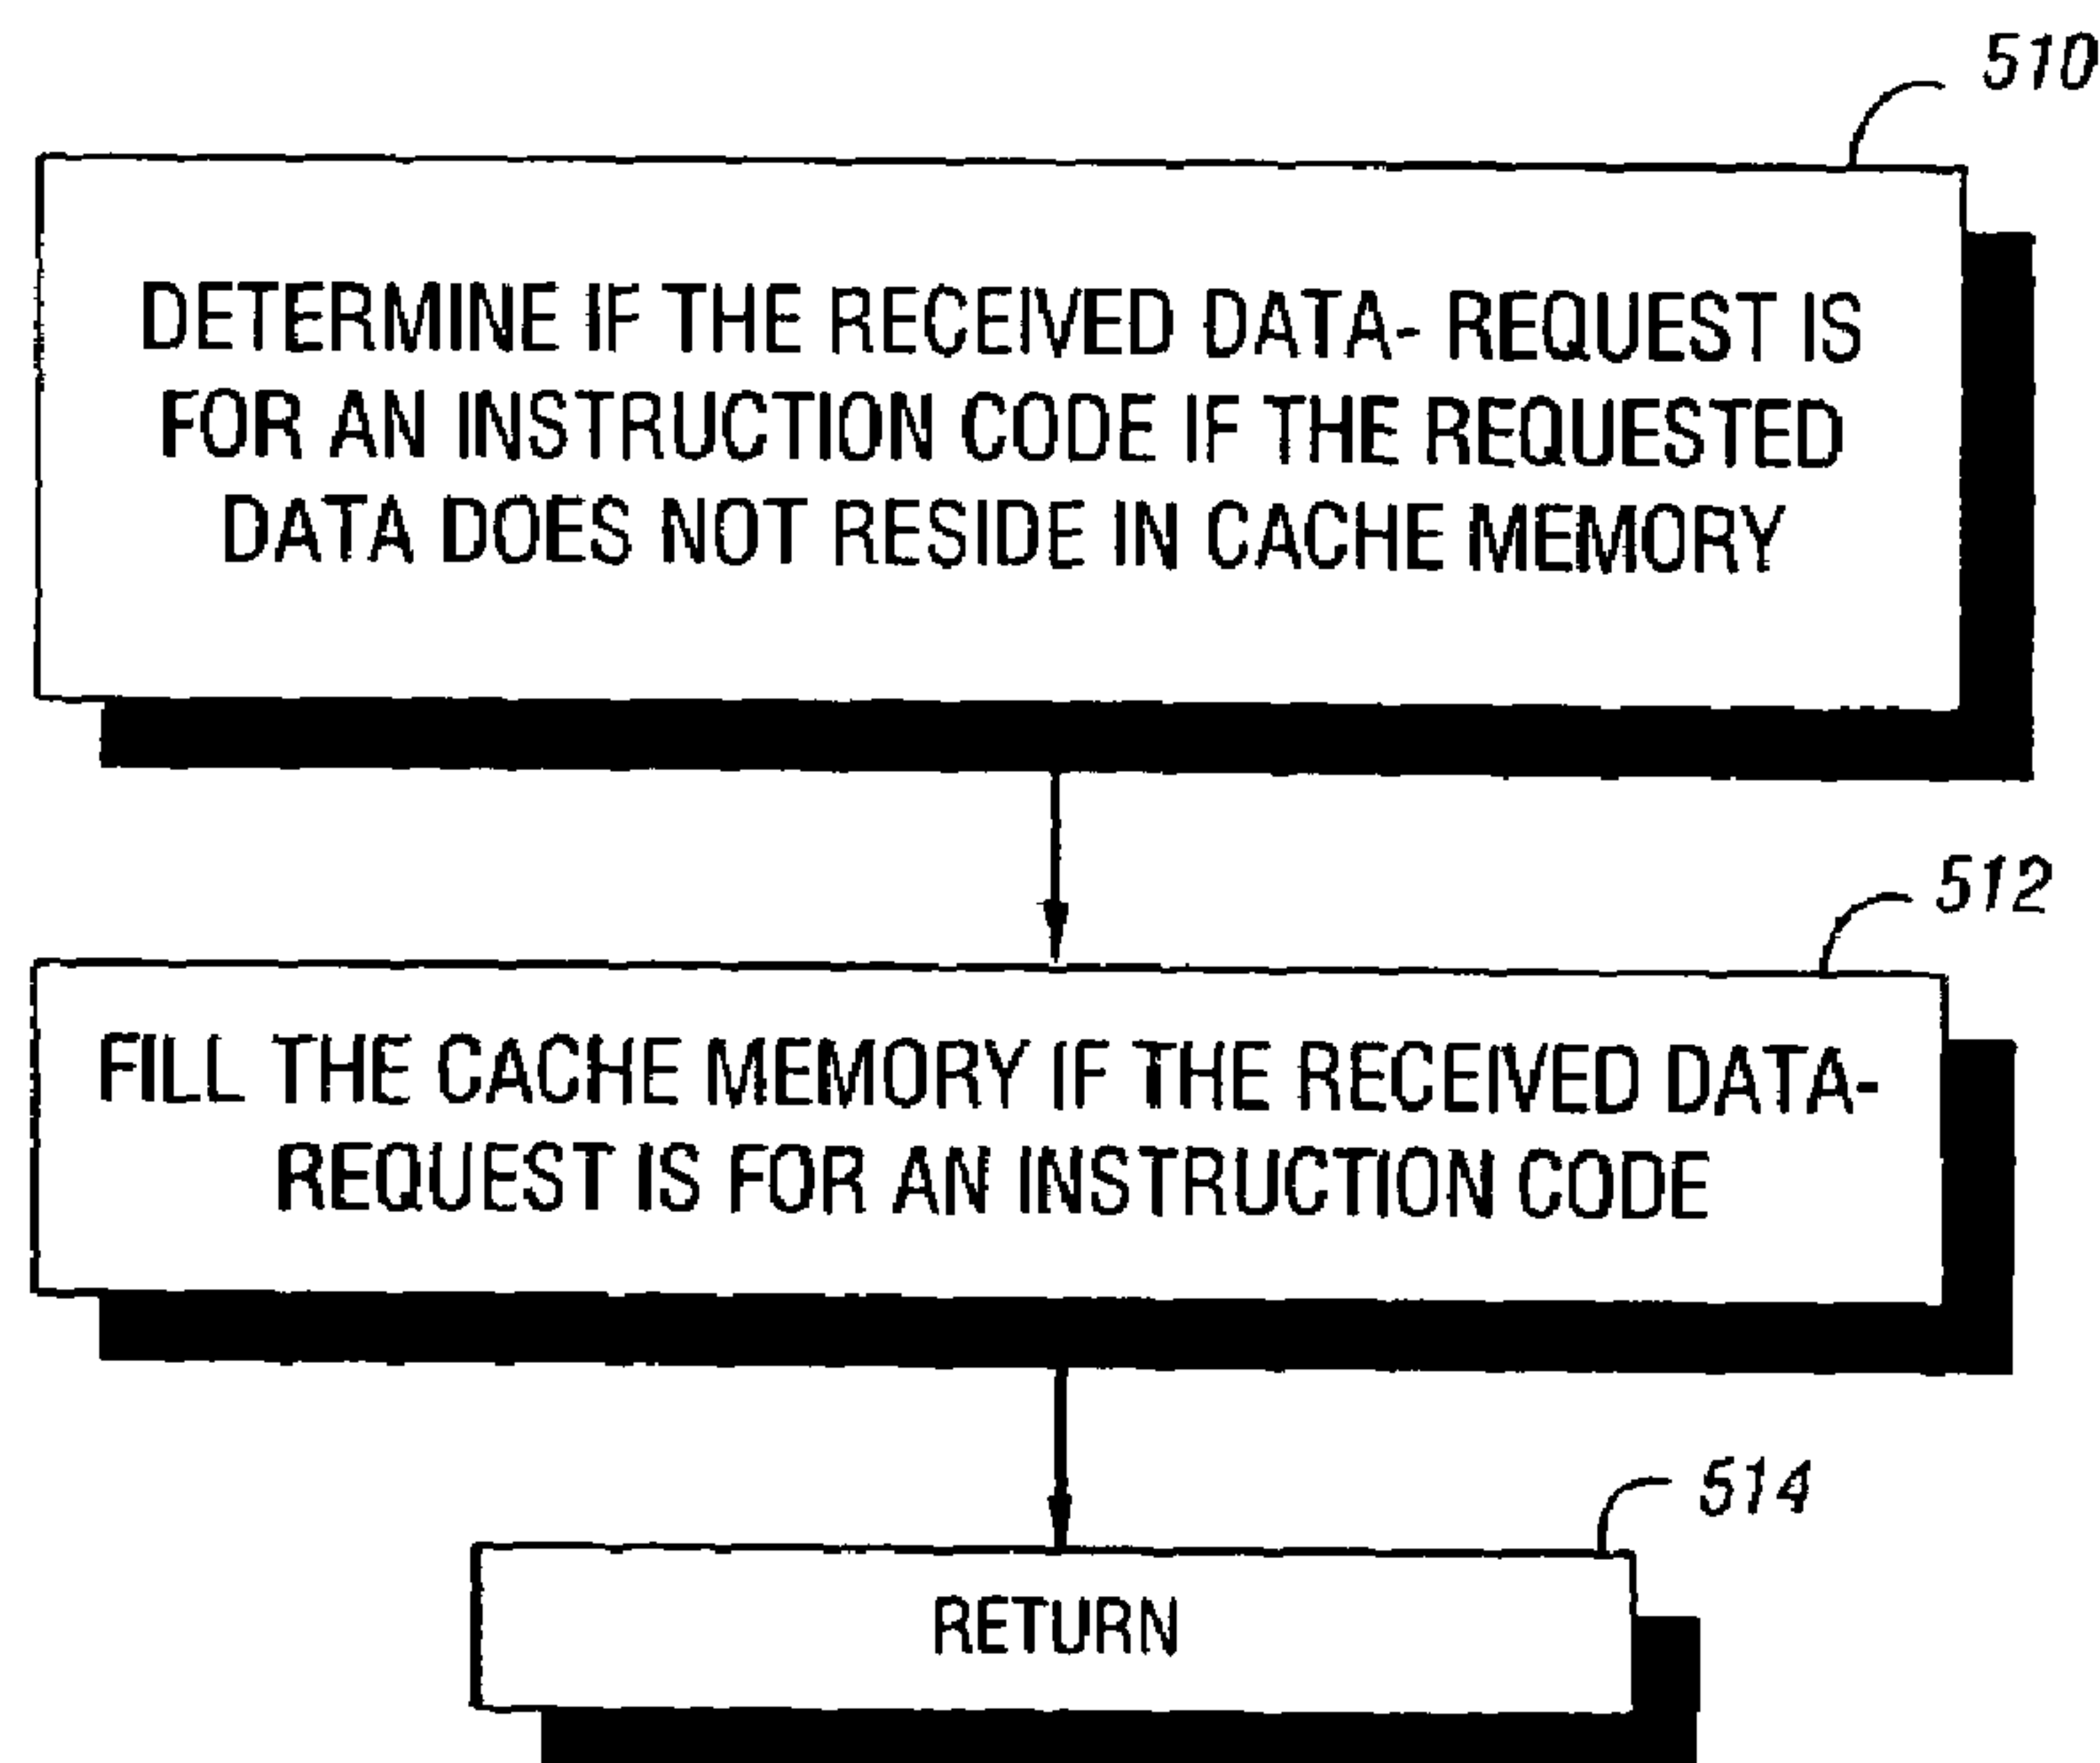 510
DETERMINE IF THE RECEIVED DATA- REQUEST IS
FOR AN INSTRUCTION CODE IF THE REQUESTED
DATA DOES NOT RESIDE IN CACHE MEMORY
512
FILL THE CACHE MEMORY IF THE RECEIVED DATA-
REQUEST IS FOR AN INSTRUCTION CODE
514
RETURN